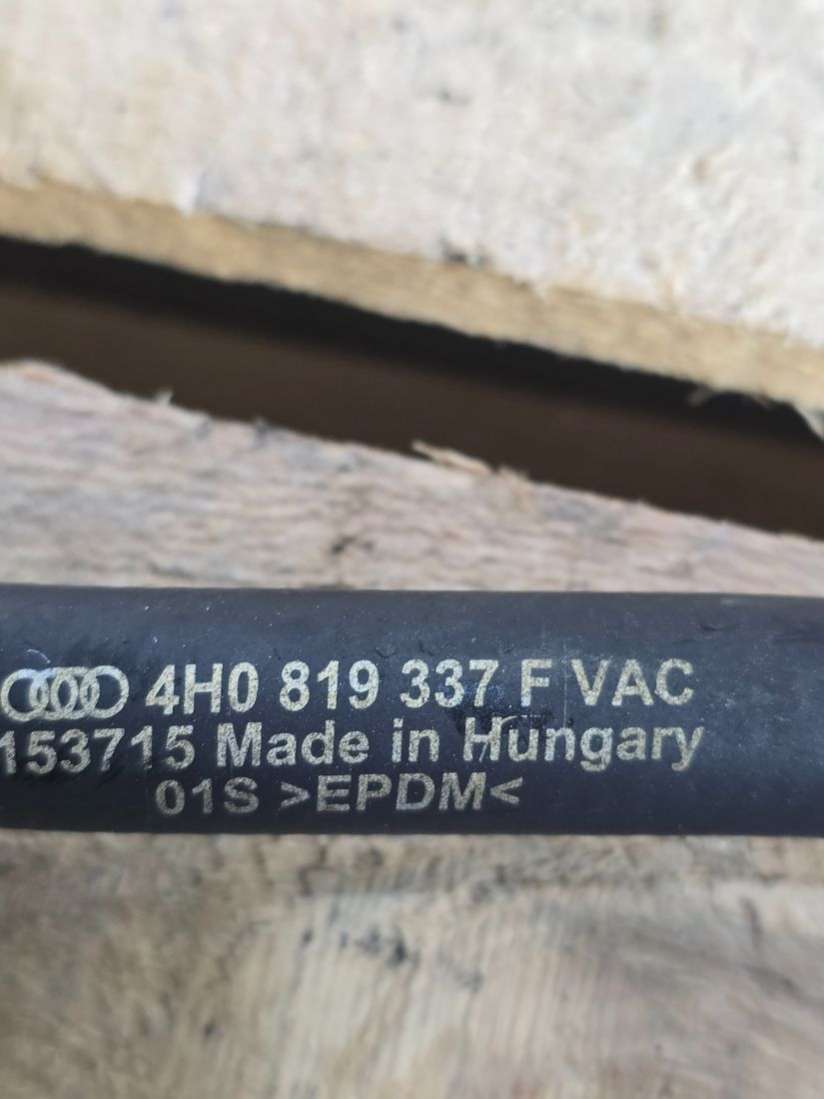 4H0 819 337 F VAC
153715 Made in Hungary
01S >EPDM<